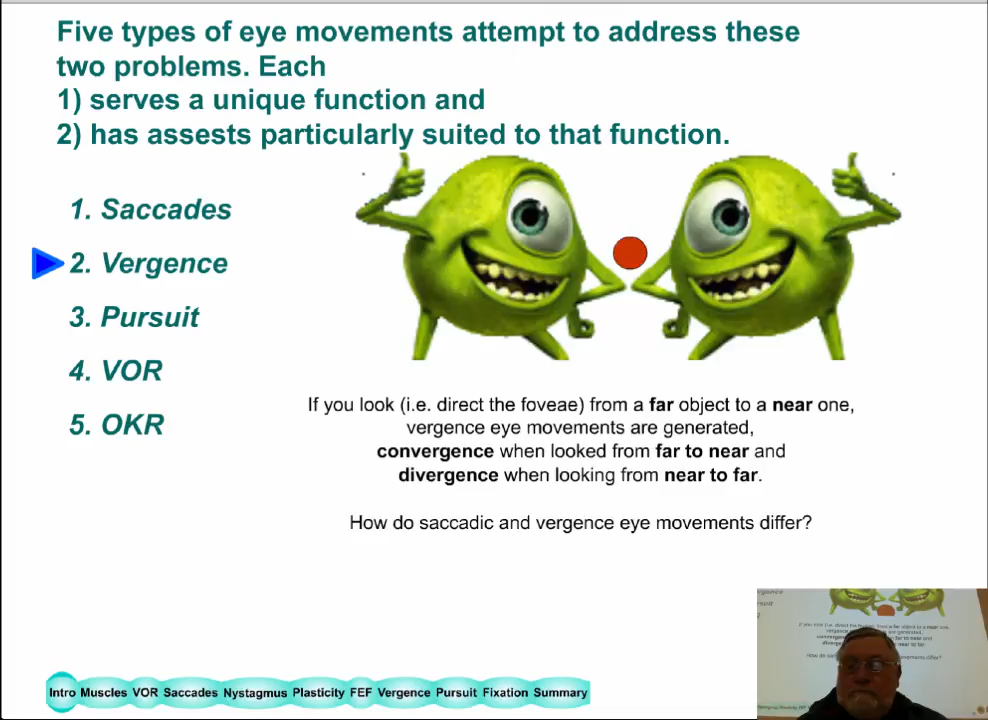 Five types of eye movements attempt to address these
two problems. Each
1) serves a unique function and
2) has assests particularly suited to that function.
1. Saccades
2. Vergence
3. Pursuit
4. VOR
5. OKR
If you look (i.e. direct the foveae) from a far object to a near one,
vergence eye movements are generated,
convergence when looked from far to near and
divergence when looking from near to far.
How do saccadic and vergence eye movements differ?
Intro Muscles VOR Saccades Nystagmus Plasticity FEF Vergence Pursuit Fixation Summary